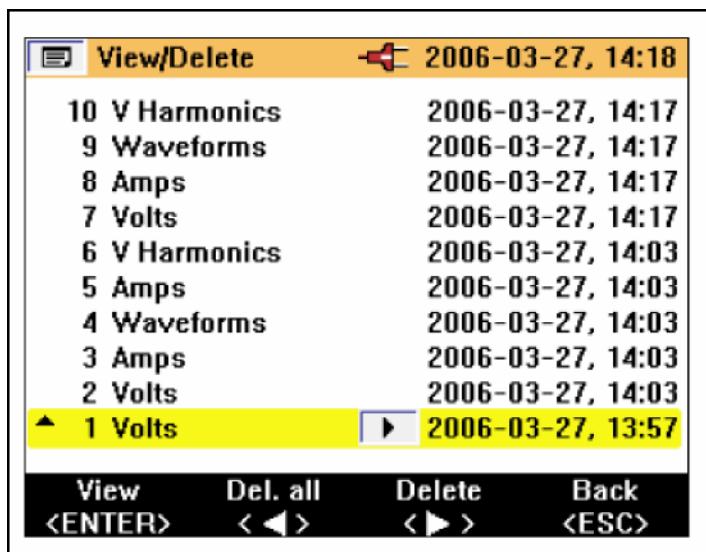 View/Delete 2006-03-27, 14:18
10 V Harmonics 2006-03-27, 14:17
9 Waveforms 2006-03-27, 14:17
8 Amps 2006-03-27, 14:17
7 Volts 2006-03-27, 14:17
6 V Harmonics 2006-03-27, 14:03
5 Amps 2006-03-27, 14:03
4 Waveforms 2006-03-27, 14:03
3 Amps 2006-03-27, 14:03
2 Volts 2006-03-27, 14:03
1 Volts 2006-03-27, 13:57
View Del. all Delete Back
<ENTER> <◀> <▶> <ESC>